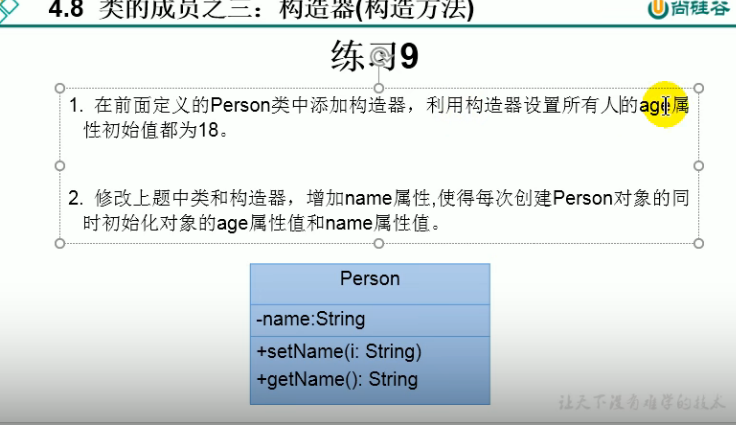 4.8 类的成员之三：构造器(构造方法)
尚硅谷
练习9
1. 在前面定义的Person类中添加构造器，利用构造器设置所有人的age属
性初始值都为18。
2. 修改上题中类和构造器，增加name属性,使得每次创建Person对象的同
时初始化对象的age属性值和name属性值。
Person
-name:String
+setName(i: String)
+getName(): String
让天下没有难学的技术